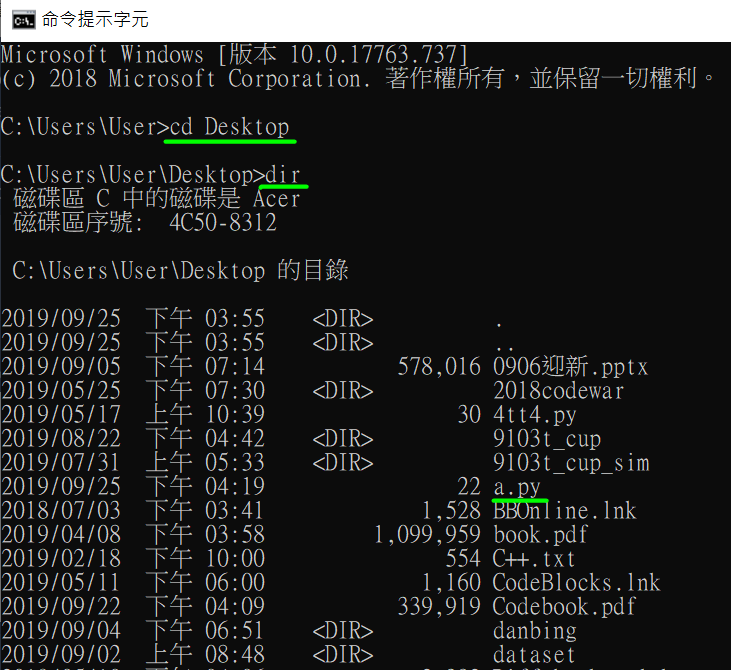 命令提示字元
Microsoft Windows [版本 10.0.17763.737]
(c) 2018 Microsoft Corporation. 著作權所有，並保留一切權利。
C:\Users\User>cd Desktop
C:\Users\User\Desktop>dir
磁碟區 C 中的磁碟是 Acer
磁碟區序號:  4C50-8312
C:\Users\User\Desktop 的目錄
2019/09/25  下午 03:55    <DIR>          .
2019/09/25  下午 03:55    <DIR>          ..
2019/09/05  下午 07:14           578,016 0906迎新.pptx
2019/05/25  下午 07:30    <DIR>          2018codewar
2019/05/17  上午 10:39                30 4tt4.py
2019/08/22  下午 04:42    <DIR>          9103t_cup
2019/07/31  上午 05:33    <DIR>          9103t_cup_sim
2019/09/25  下午 04:19                22 a.py
2018/07/03  下午 03:41             1,528 BBOnline.lnk
2019/04/08  下午 03:58         1,099,959 book.pdf
2019/02/18  下午 10:00               554 C++.txt
2019/05/11  下午 06:00             1,160 CodeBlocks.lnk
2019/09/22  下午 04:09           339,919 Codebook.pdf
2019/09/04  下午 06:51    <DIR>          danbing
2019/09/02  上午 08:48    <DIR>          dataset